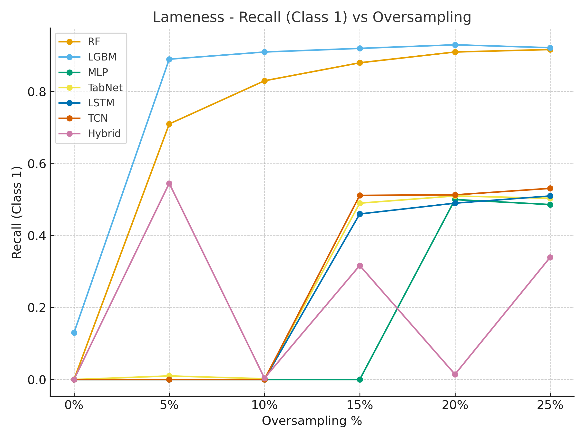 Lameness - Recall (Class 1) vs Oversampling
RF
LGBM
MLP
TabNet
LSTM
TCN
Hybrid
Recall (Class 1)
0.8
0.6
0.4
0.2
0.0
0% 5% 10% 15% 20% 25%
Oversampling %